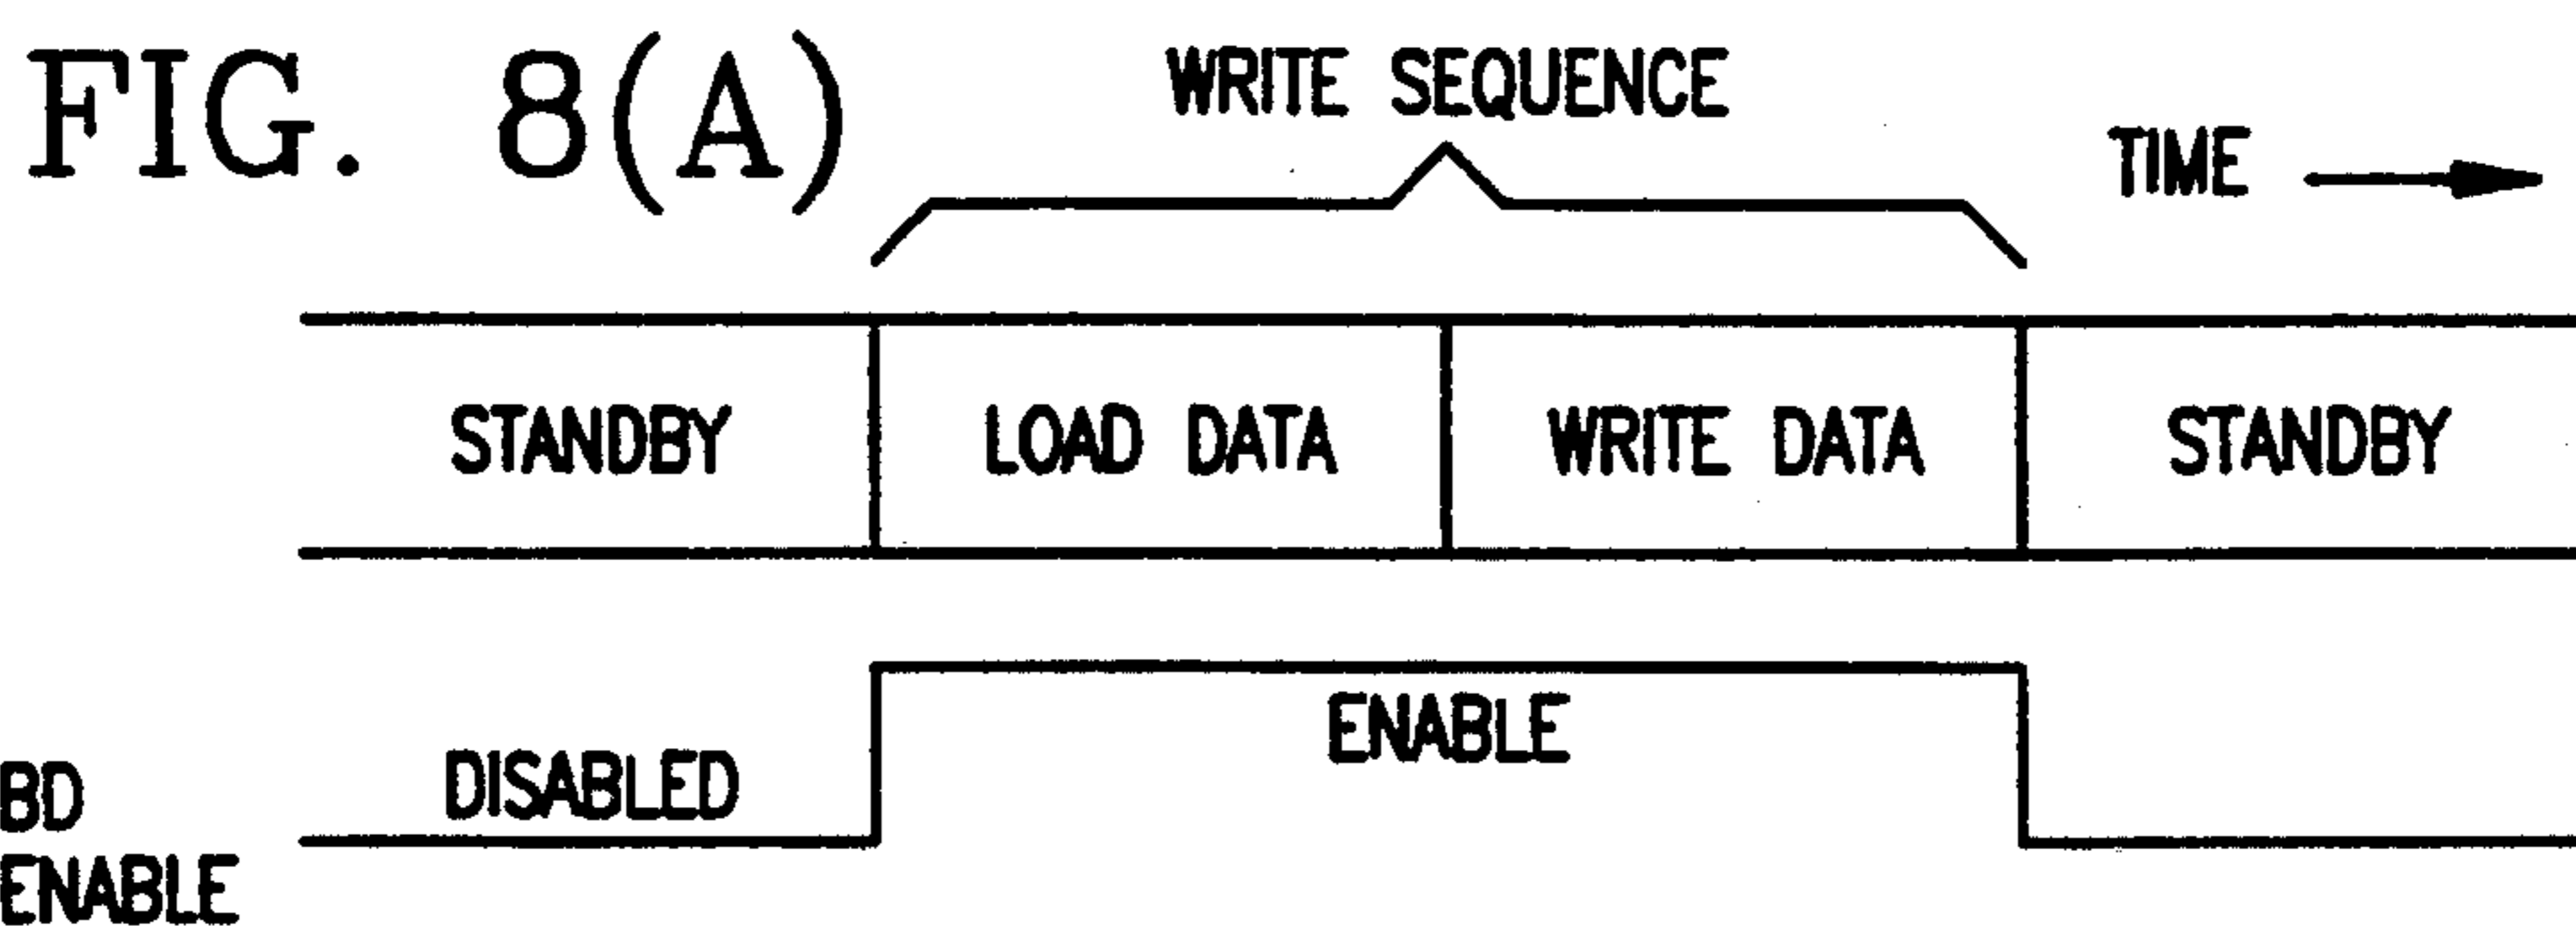 FIG. 8(A)
WRITE SEQUENCE
TIME
STANDBY LOAD DATA WRITE DATA STANDBY
ENABLE
DISABLED
BD
ENABLE